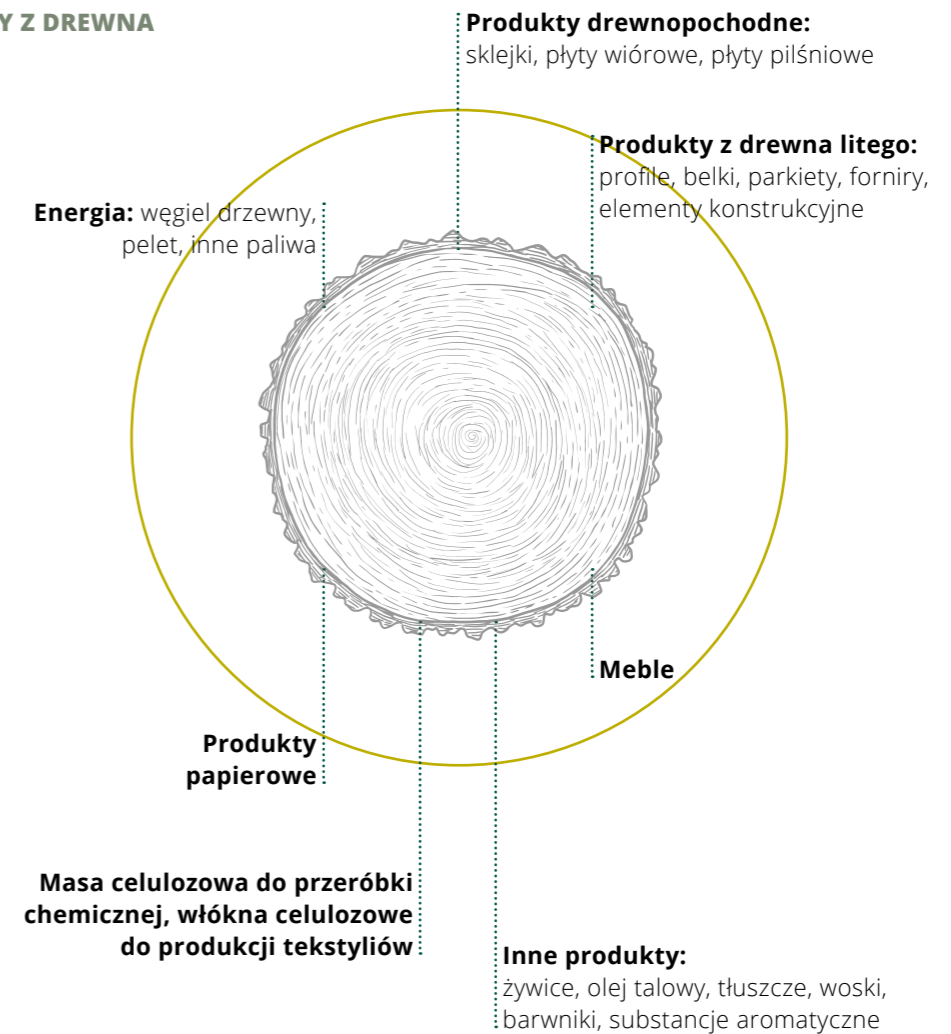 Y Z DREWNA
Produkty drewnopochodne:
sklejki, płyty wiórowe, płyty pilśniowe
Produkty z drewna litego:
profile, belki, parkiety, forniry,
elementy konstrukcyjne
Energia: węgiel drzewny,
pelet, inne paliwa
Meble
Produkty
papierowe
Masa celulozowa do przeróbki
chemicznej, włókna celulozowe
do produkcji tekstyliów
Inne produkty:
żywice, olej talowy, tłuszcze, woski,
barwniki, substancje aromatyczne